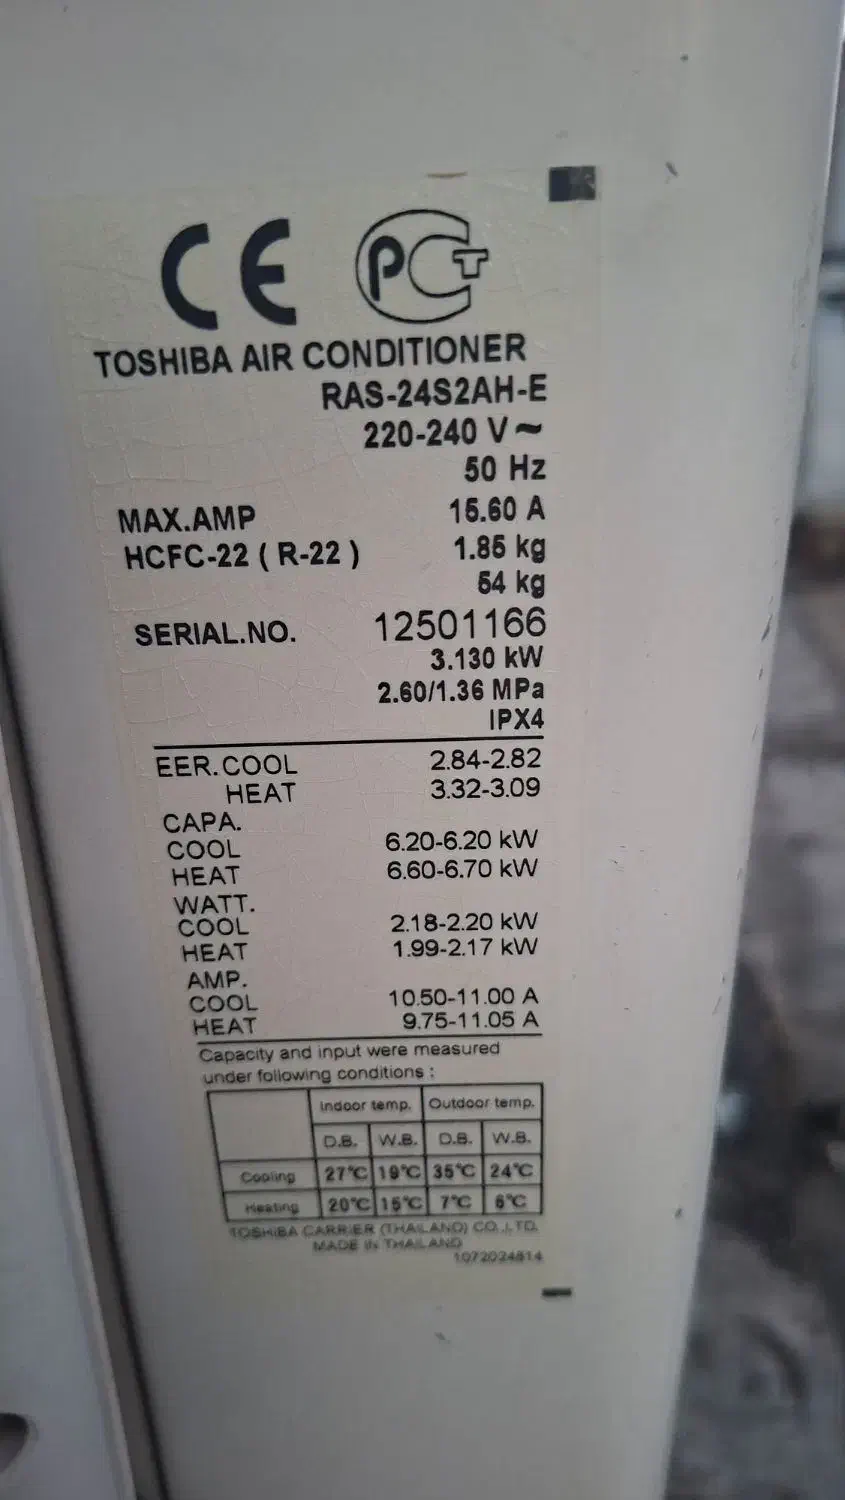 CE PCT
TOSHIBA AIR CONDITIONER
RAS-24S2AH-E
220-240 V~
50 Hz
MAX.AMP 15.60 A
HCFC-22 ( R-22 ) 1.85 kg
54 kg
SERIAL.NO. 12501166
3.130 kW
2.60/1.36 MPa
IPX4
EER.COOL 2.84-2.82
HEAT 3.32-3.09
CAPA.
COOL 6.20-6.20 kW
HEAT 6.60-6.70 kW
WATT.
COOL 2.18-2.20 kW
HEAT 1.99-2.17 kW
AMP.
COOL 10.50-11.00 A
HEAT 9.75-11.05 A
Capacity and input were measured
under following conditions :
Indoor temp. Outdoor temp.
D.B. W.B. D.B. W.B.
Cooling 27°C 19°C 35°C 24°C
Heating 20°C 15°C 7°C 6°C
TOSHIBA CARRIER (THAILAND) CO.,LTD.
MADE IN THAILAND
1072024814